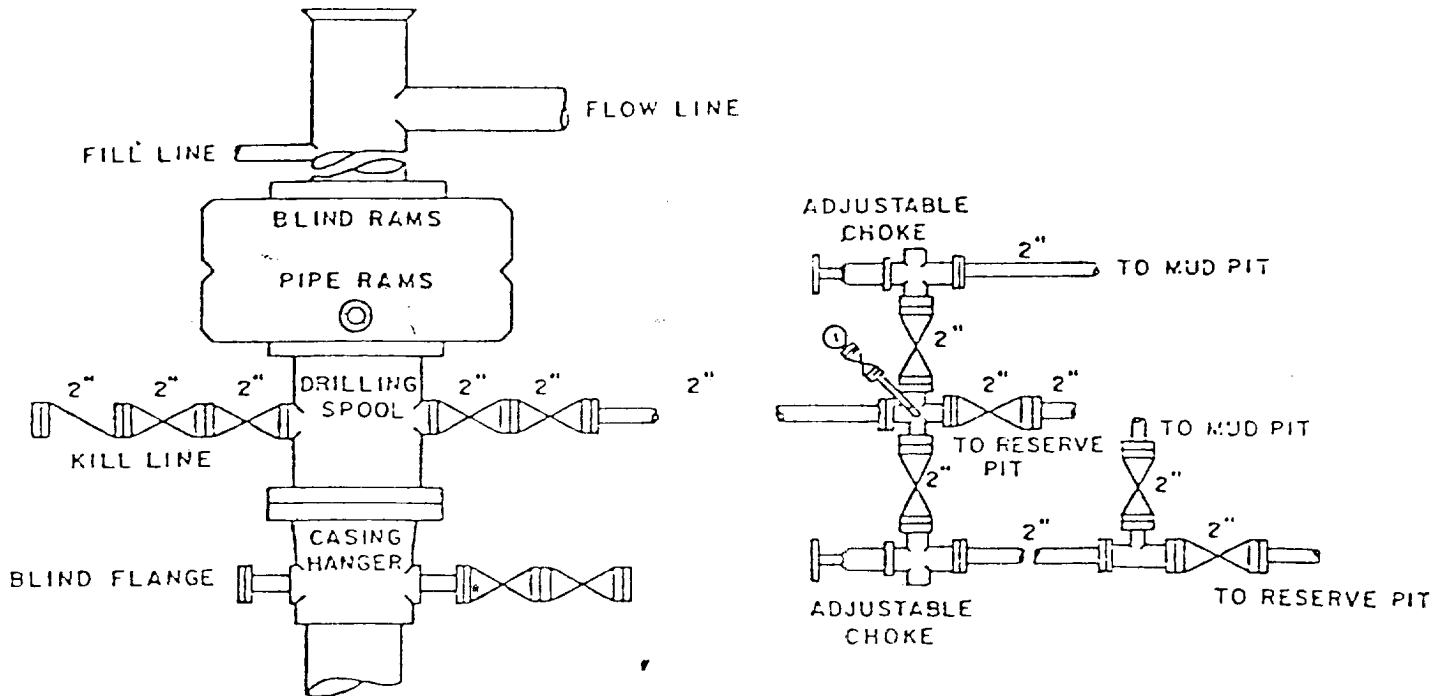 FLOW LINE
FILL LINE
BLIND RAMS
PIPE RAMS
2" 2" 2"
DRILLING
SPOOL
2" 2" 2"
KILL LINE
CASING
HANGER
BLIND FLANGE
ADJUSTABLE
CHOKE
2"
TO MUD PIT
2"
2" 2"
TO RESERVE
PIT
TO MUD PIT
2"
2"
2"
2"
TO RESERVE PIT
ADJUSTABLE
CHOKE